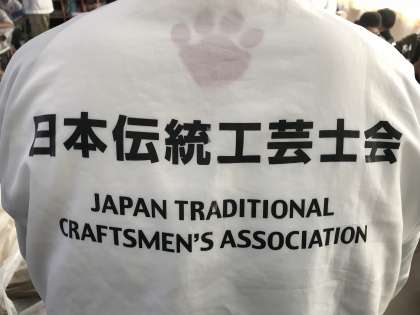 日本伝統工芸士会
JAPAN TRADITIONAL
CRAFTSMEN'S ASSOCIATION